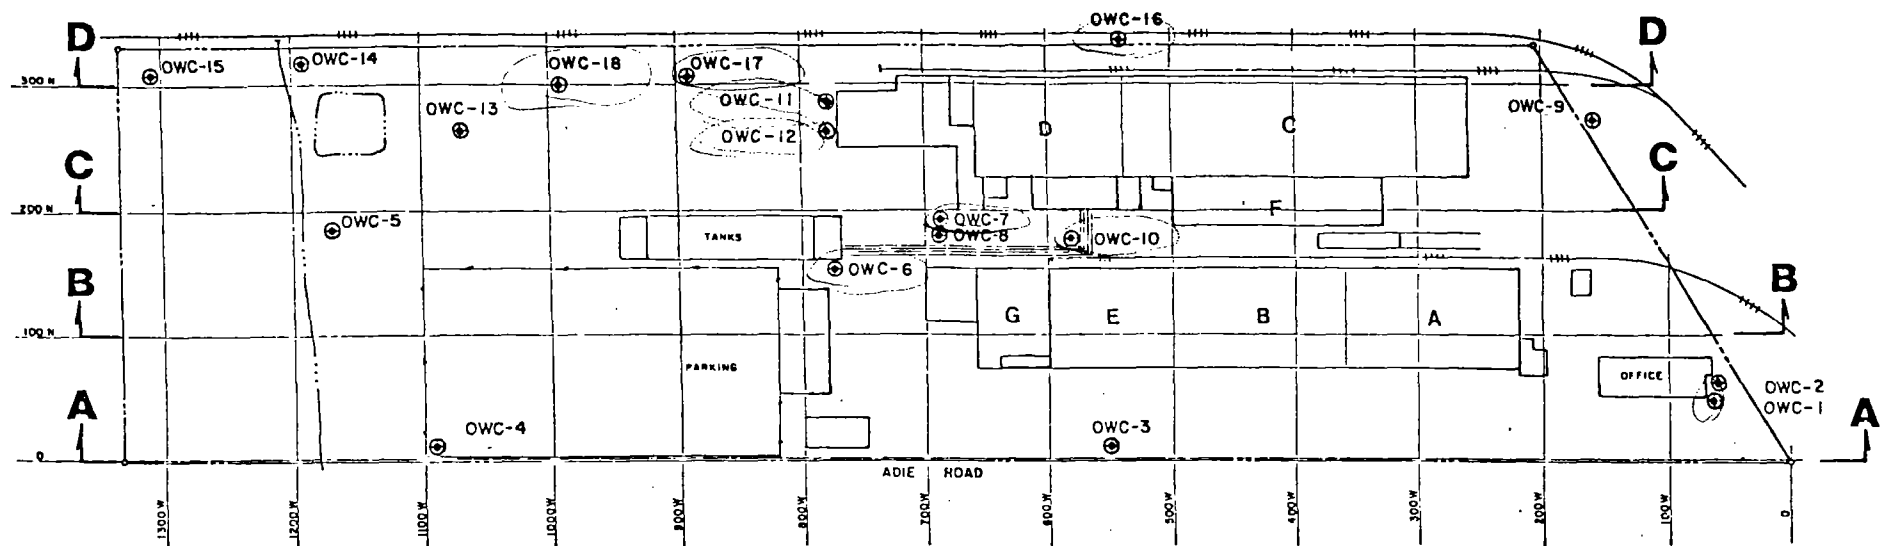 OWC-16
D
D
OWC-15
OWC-14
OWC-18
OWC-17
300 N
OWC-11
OWC-13
OWC-9
OWC-12
D
C
C
C
200 N
OWC-5
OWC-7
F
TANKS
OWC-8
OWC-10
OWC-6
B
B
G
E
B
A
100 N
PARKING
OFFICE
OWC-2
A
OWC-1
A
OWC-4
OWC-3
0
ADIE ROAD
1300W
1200W
1100W
1000W
900W
800W
700W
600W
500W
400W
300W
200W
100W
0